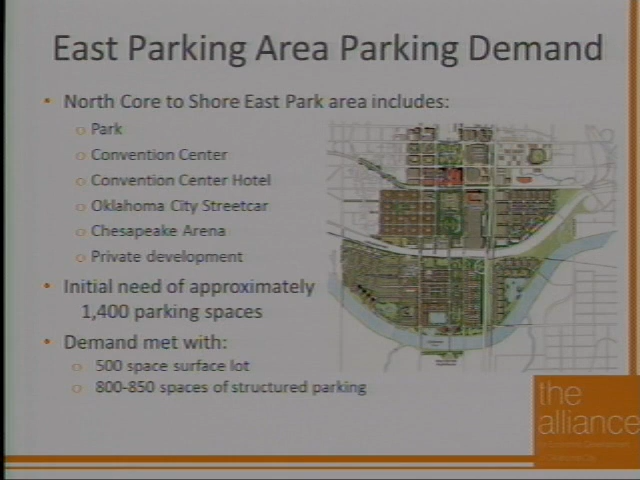 East Parking Area Parking Demand
• North Core to Shore East Park area includes:
o Park
o Convention Center
o Convention Center Hotel
o Oklahoma City Streetcar
o Chesapeake Arena
o Private development
• Initial need of approximately
1,400 parking spaces
• Demand met with:
o 500 space surface lot
o 800-850 spaces of structured parking
the
alliance